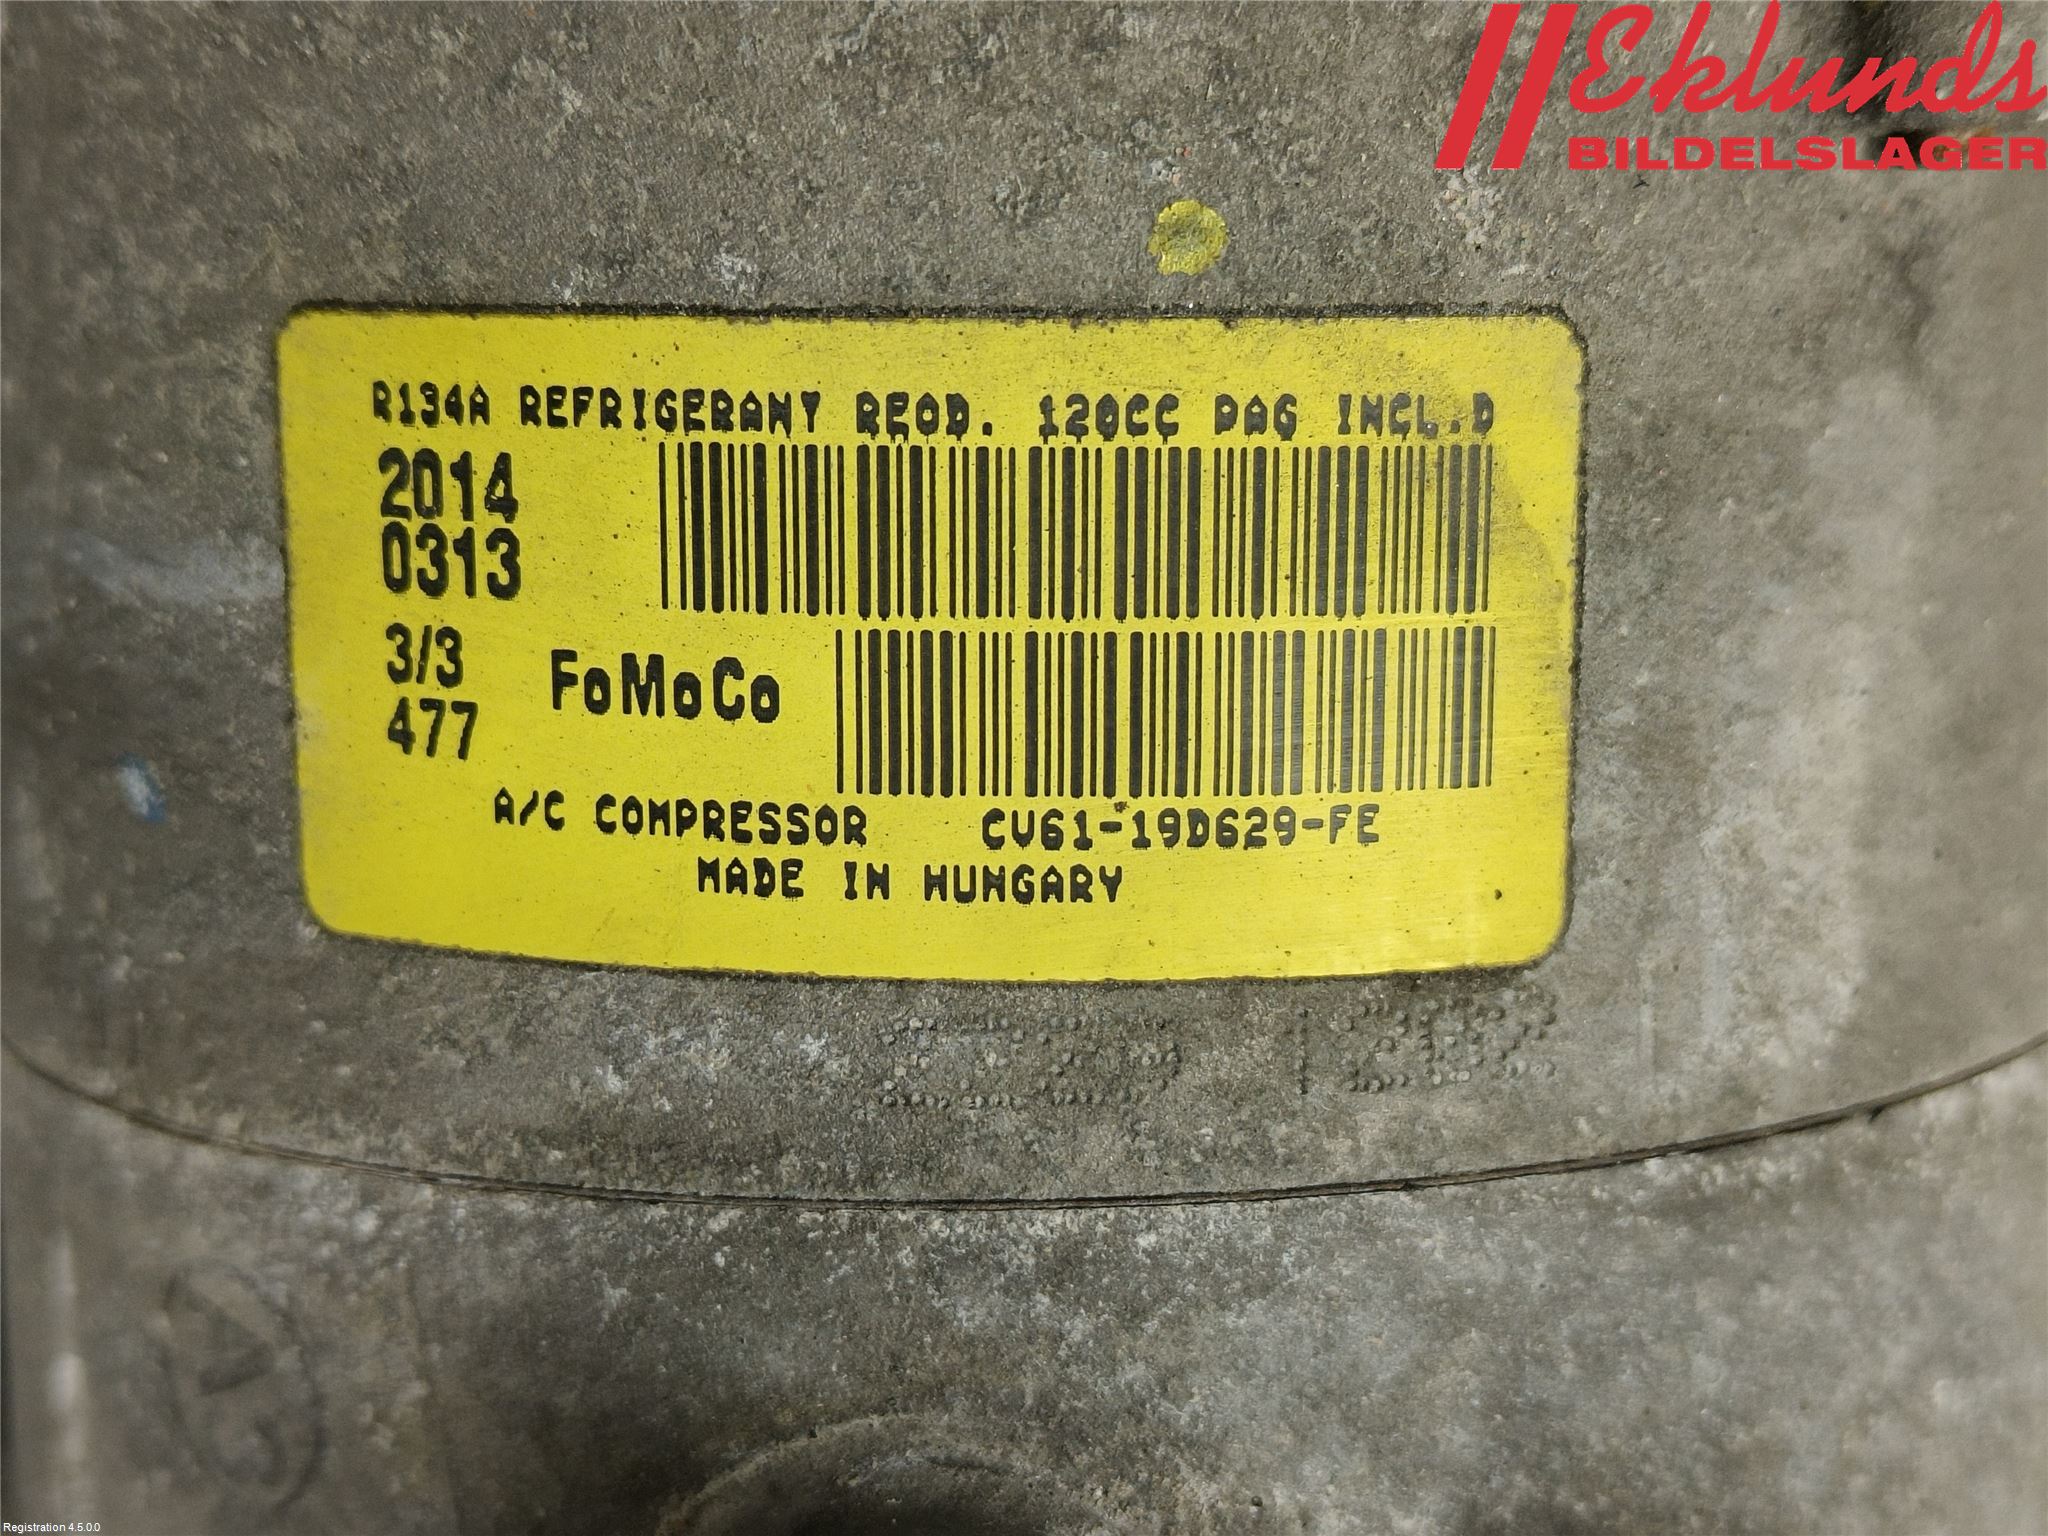 Eklunds
BILDELSLAGER
R134A REFRIGERANT REQD. 120CC PAG INCL.D
2014
0313
3/3
477
FoMoCo
A/C COMPRESSOR CV61-19D629-FE
MADE IN HUNGARY
Registration 4.5.0.0